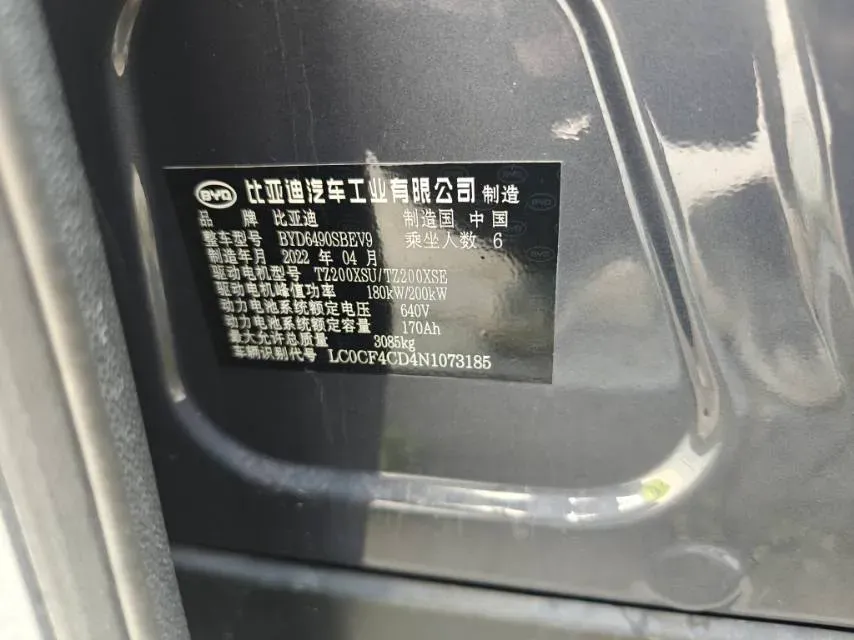 BYD 比亚迪汽车工业有限公司 制造
品 牌 比亚迪 制造国 中国
整车型号 BYD6490SBEV9 乘坐人数 6
制造年月 2022 年 04 月
驱动电机型号 TZ200XSU/TZ200XSE
驱动电机峰值功率 180kW/200kW
动力电池系统额定电压 640V
动力电池系统额定容量 170Ah
最大允许总质量 3085kg
车辆识别代号 LC0CF4CD4N1073185